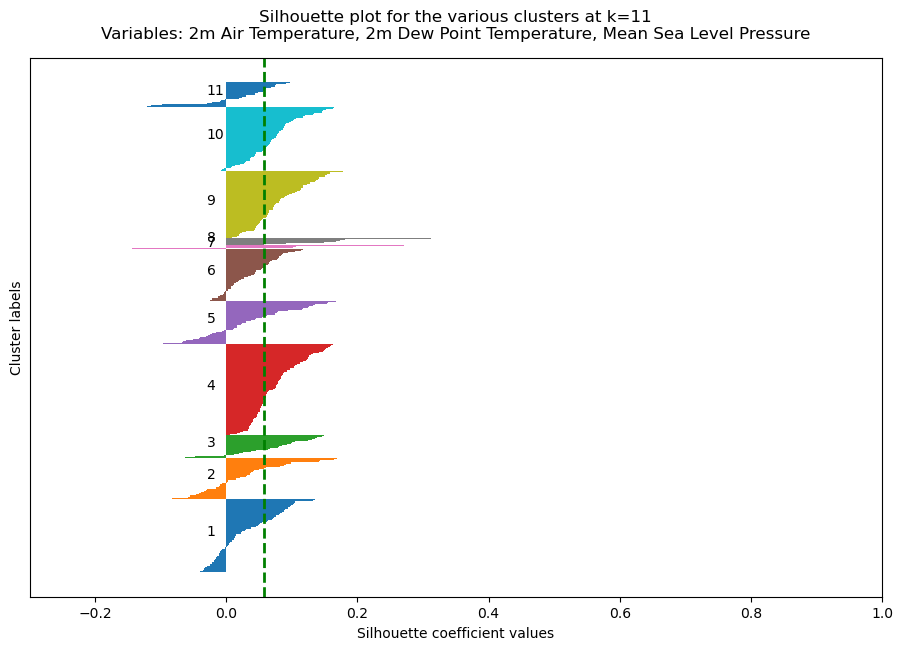 Silhouette plot for the various clusters at k=11
Variables: 2m Air Temperature, 2m Dew Point Temperature, Mean Sea Level Pressure
Cluster labels
11
10
9
8
7
6
5
4
3
2
1
−0.2 0.0 0.2 0.4 0.6 0.8 1.0
Silhouette coefficient values